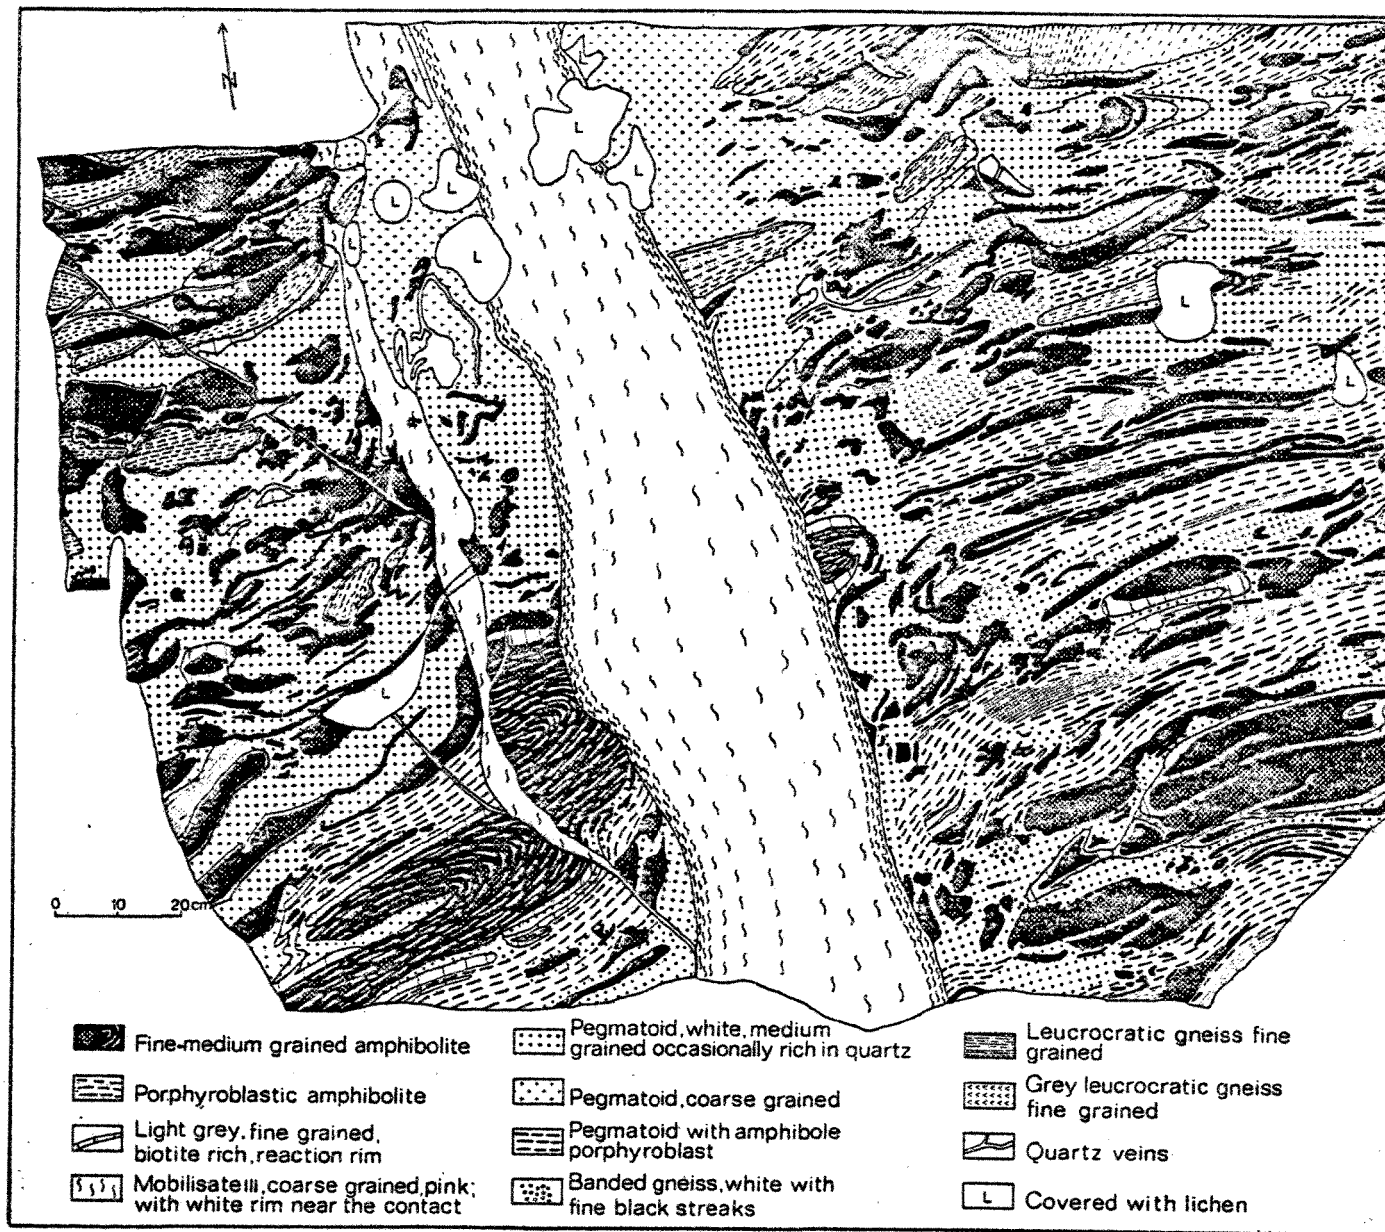 N
L
L
L
L
L
L
L
L
L
L
0 10 20cm
Fine-medium grained amphibolite
Porphyroblastic amphibolite
Light grey, fine grained,
biotite rich, reaction rim
Mobilisate III, coarse grained, pink;
with white rim near the contact
Pegmatoid, white, medium
grained occasionally rich in quartz
Pegmatoid, coarse grained
Pegmatoid with amphibole
porphyroblast
Banded gneiss, white with
fine black streaks
Leucrocratic gneiss fine
grained
Grey leucrocratic gneiss
fine grained
Quartz veins
L Covered with lichen